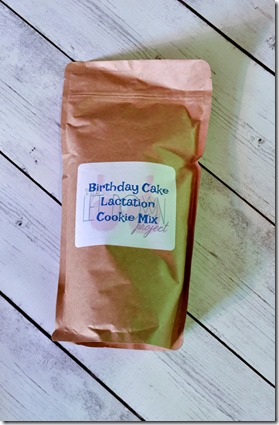 Birthday Cake
Lactation
Cookie Mix
project